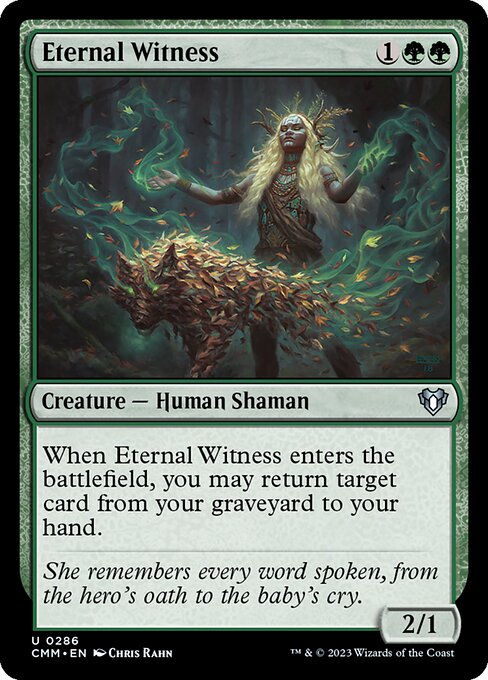 Eternal Witness 1
Creature — Human Shaman
When Eternal Witness enters the
battlefield, you may return target
card from your graveyard to your
hand.
She remembers every word spoken, from
the hero's oath to the baby's cry.
2/1
U 0286
CMM • EN Chris Rahn ™ & © 2023 Wizards of the Coast